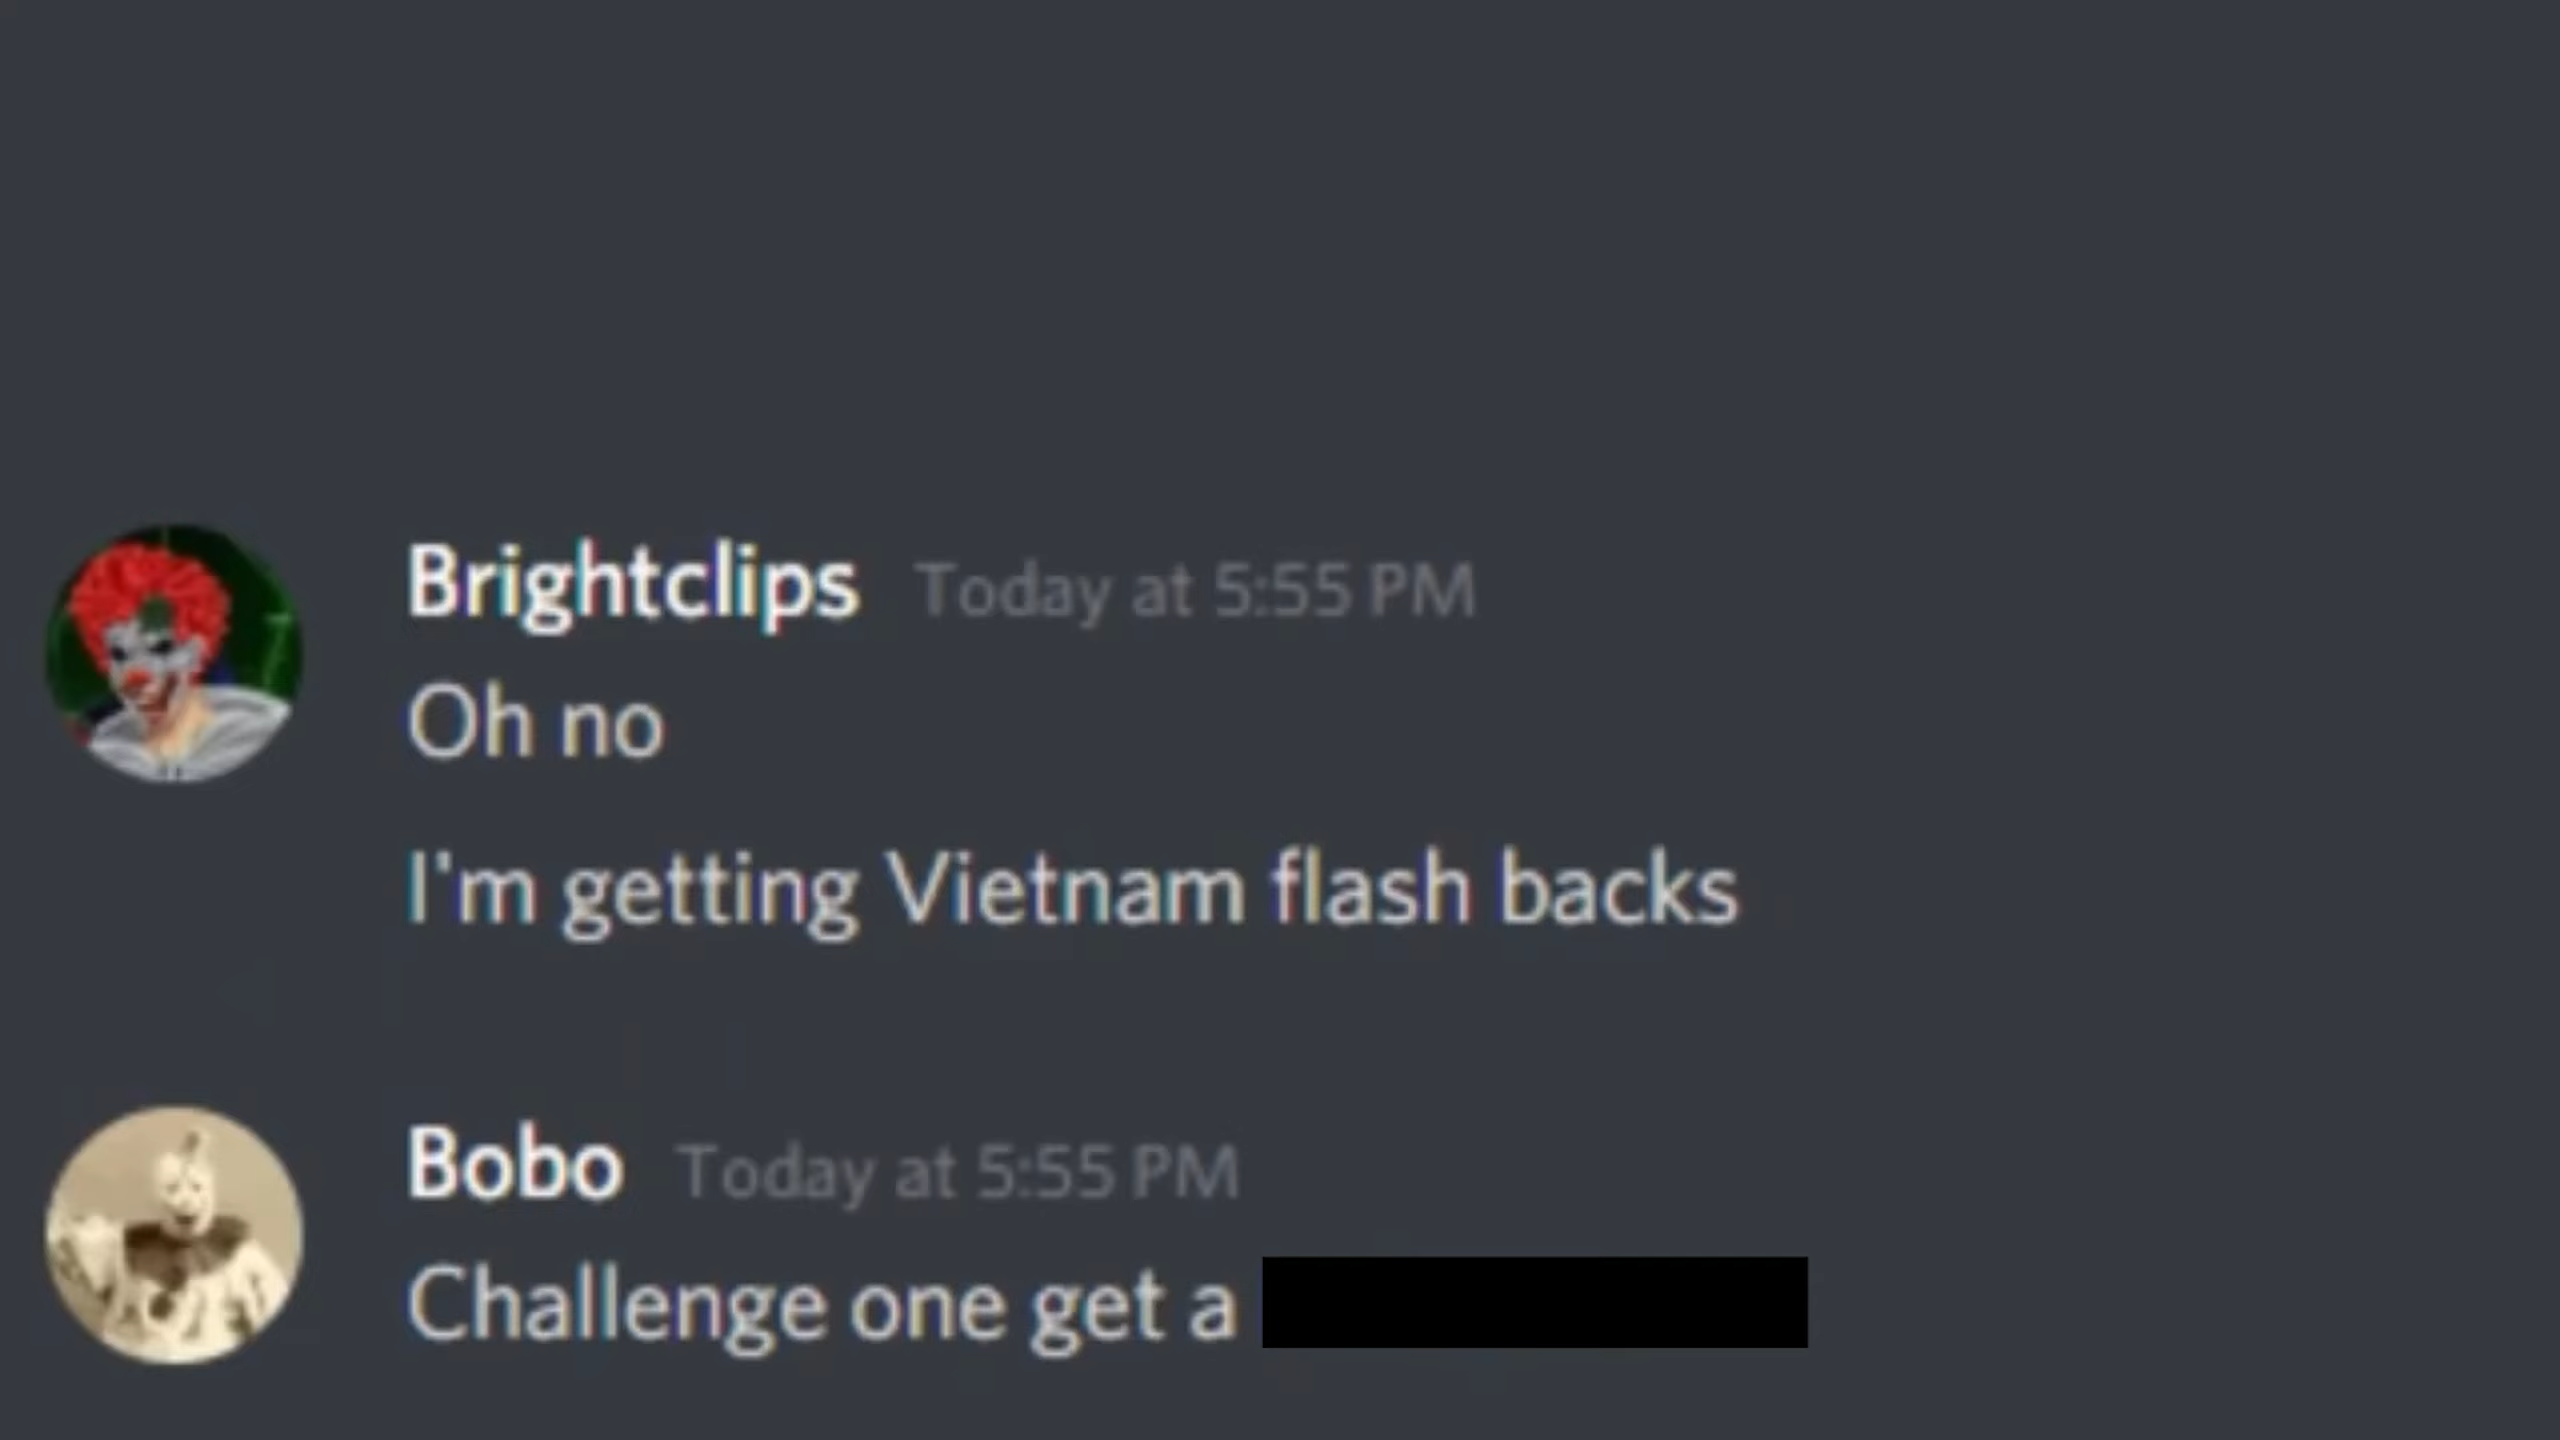 Brightclips Today at 5:55 PM
Oh no
I'm getting Vietnam flash backs
Bobo Today at 5:55 PM
Challenge one get a